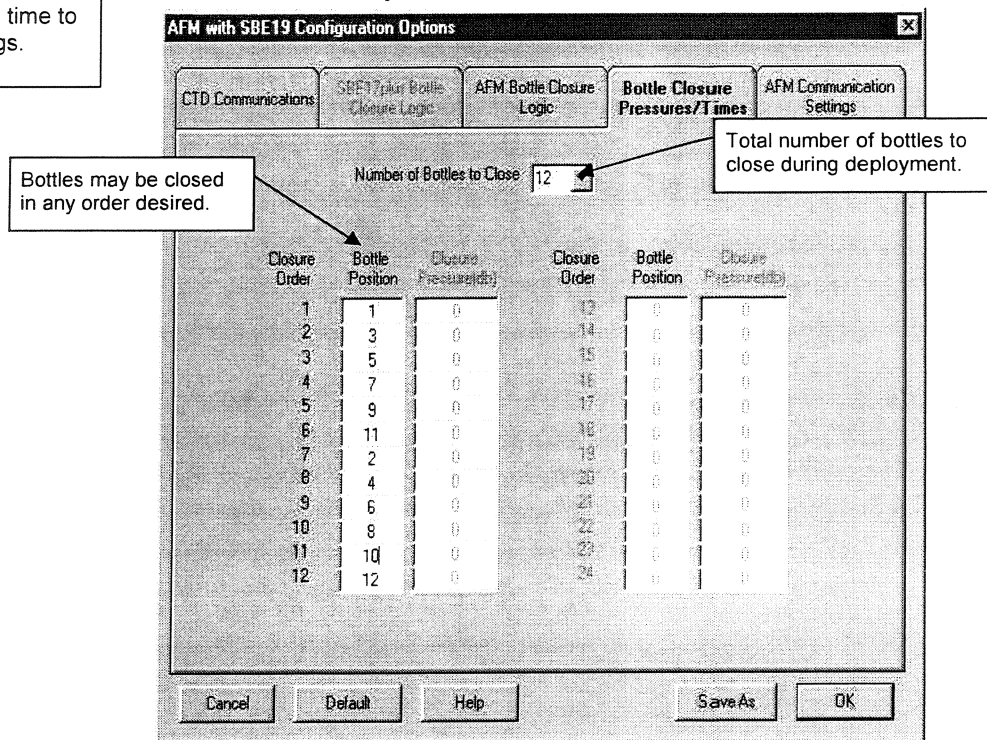 time to
gs.
AFM with SBE19 Configuration Options
CTD Communications
SBE17plus Bottle Closure Logic
AFM Bottle Closure Logic
Bottle Closure Pressures/Times
AFM Communication Settings
Total number of bottles to close during deployment.
Number of Bottles to Close 12
Bottles may be closed in any order desired.
Closure Order Bottle Position Closure Pressure(db) Closure Order Bottle Position Closure Pressure(db)
1 1 0 13 0 0
2 3 0 14 0 0
3 5 0 15 0 0
4 7 0 16 0 0
5 9 0 17 0 0
6 11 0 18 0 0
7 2 0 19 0 0
8 4 0 20 0 0
9 6 0 21 0 0
10 8 0 22 0 0
11 10 0 23 0 0
12 12 0 24 0 0
Cancel Default Help Save As OK